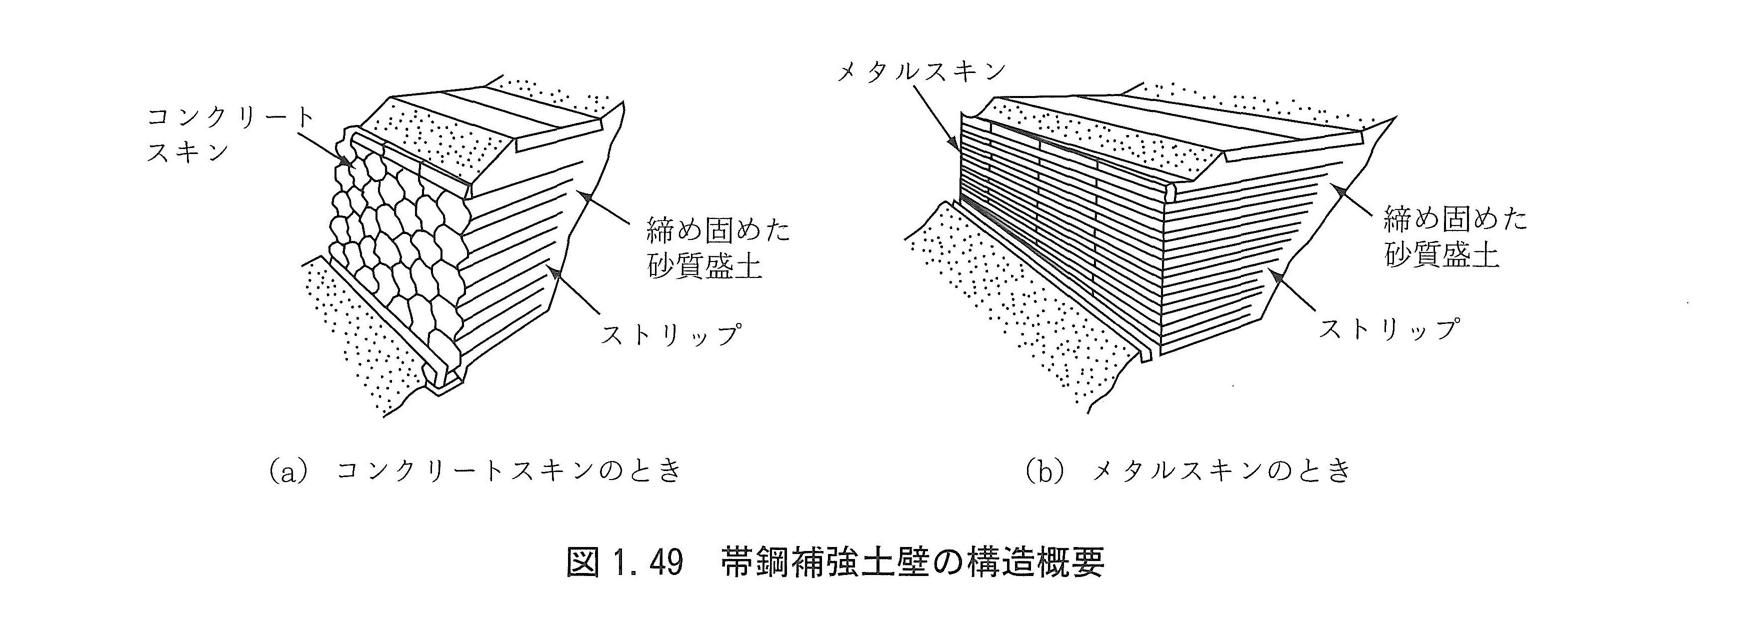 コンクリート
スキン
締め固めた
砂質盛土
ストリップ
(a) コンクリートスキンのとき
メタルスキン
締め固めた
砂質盛土
ストリップ
(b) メタルスキンのとき
図 1.49 帯鋼補強土壁の構造概要